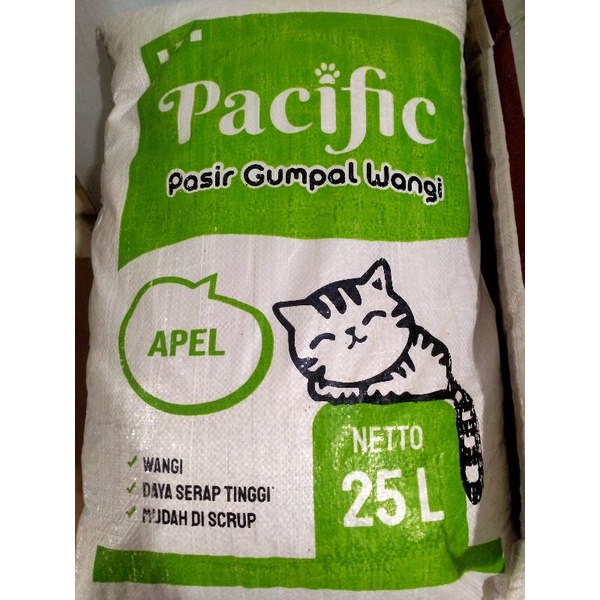 Pacific
Pasir Gumpal Wangi
APEL
WANGI
DAYA SERAP TINGGI
MUDAH DI SCRUP
NETTO
25 L